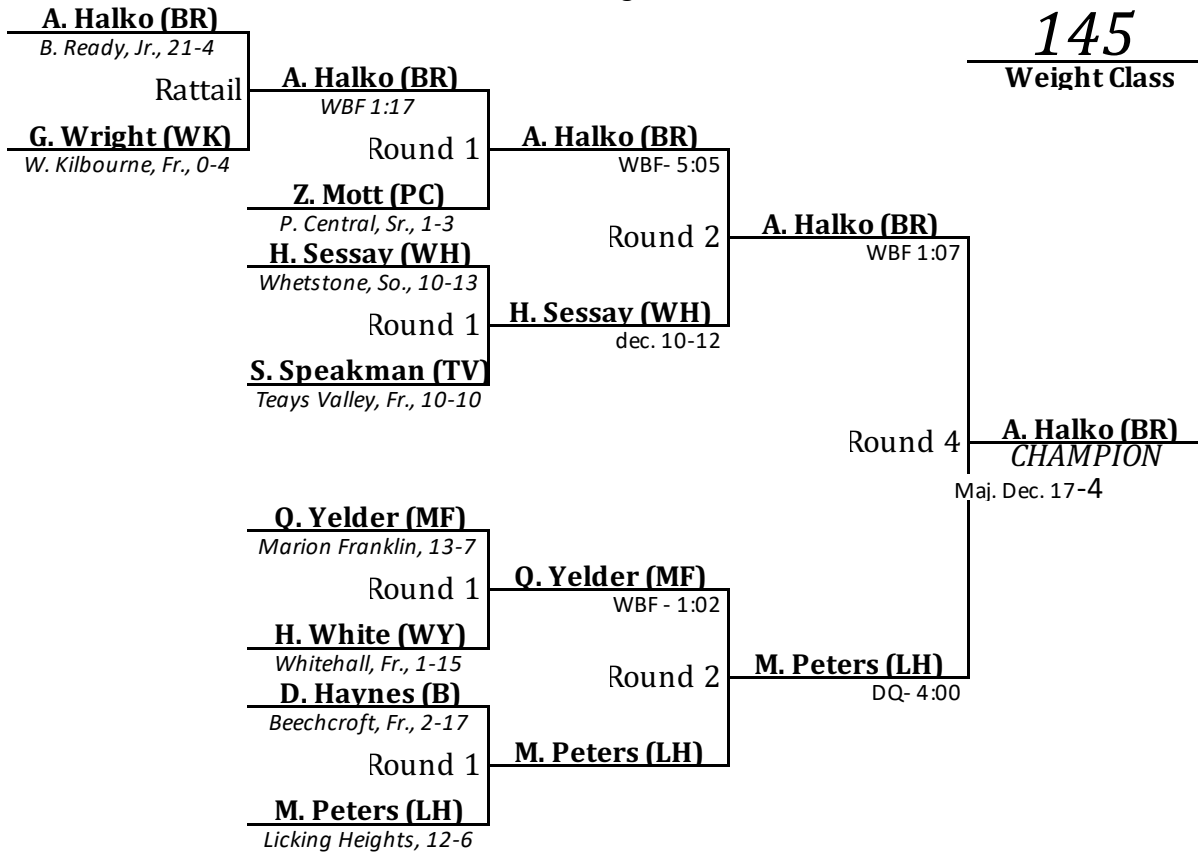 A. Halko (BR)
B. Ready, Jr., 21-4
145
Weight Class
Rattail
A. Halko (BR)
WBF 1:17
G. Wright (WK)
W. Kilbourne, Fr., 0-4
Round 1
A. Halko (BR)
WBF- 5:05
Z. Mott (PC)
P. Central, Sr., 1-3
Round 2
A. Halko (BR)
WBF 1:07
H. Sessay (WH)
Whetstone, So., 10-13
Round 1
H. Sessay (WH)
dec. 10-12
S. Speakman (TV)
Teays Valley, Fr., 10-10
Round 4
A. Halko (BR)
CHAMPION
Maj. Dec. 17-4
Q. Yelder (MF)
Marion Franklin, 13-7
Round 1
Q. Yelder (MF)
WBF - 1:02
H. White (WY)
Whitehall, Fr., 1-15
Round 2
M. Peters (LH)
DQ- 4:00
D. Haynes (B)
Beechcroft, Fr., 2-17
Round 1
M. Peters (LH)
M. Peters (LH)
Licking Heights, 12-6